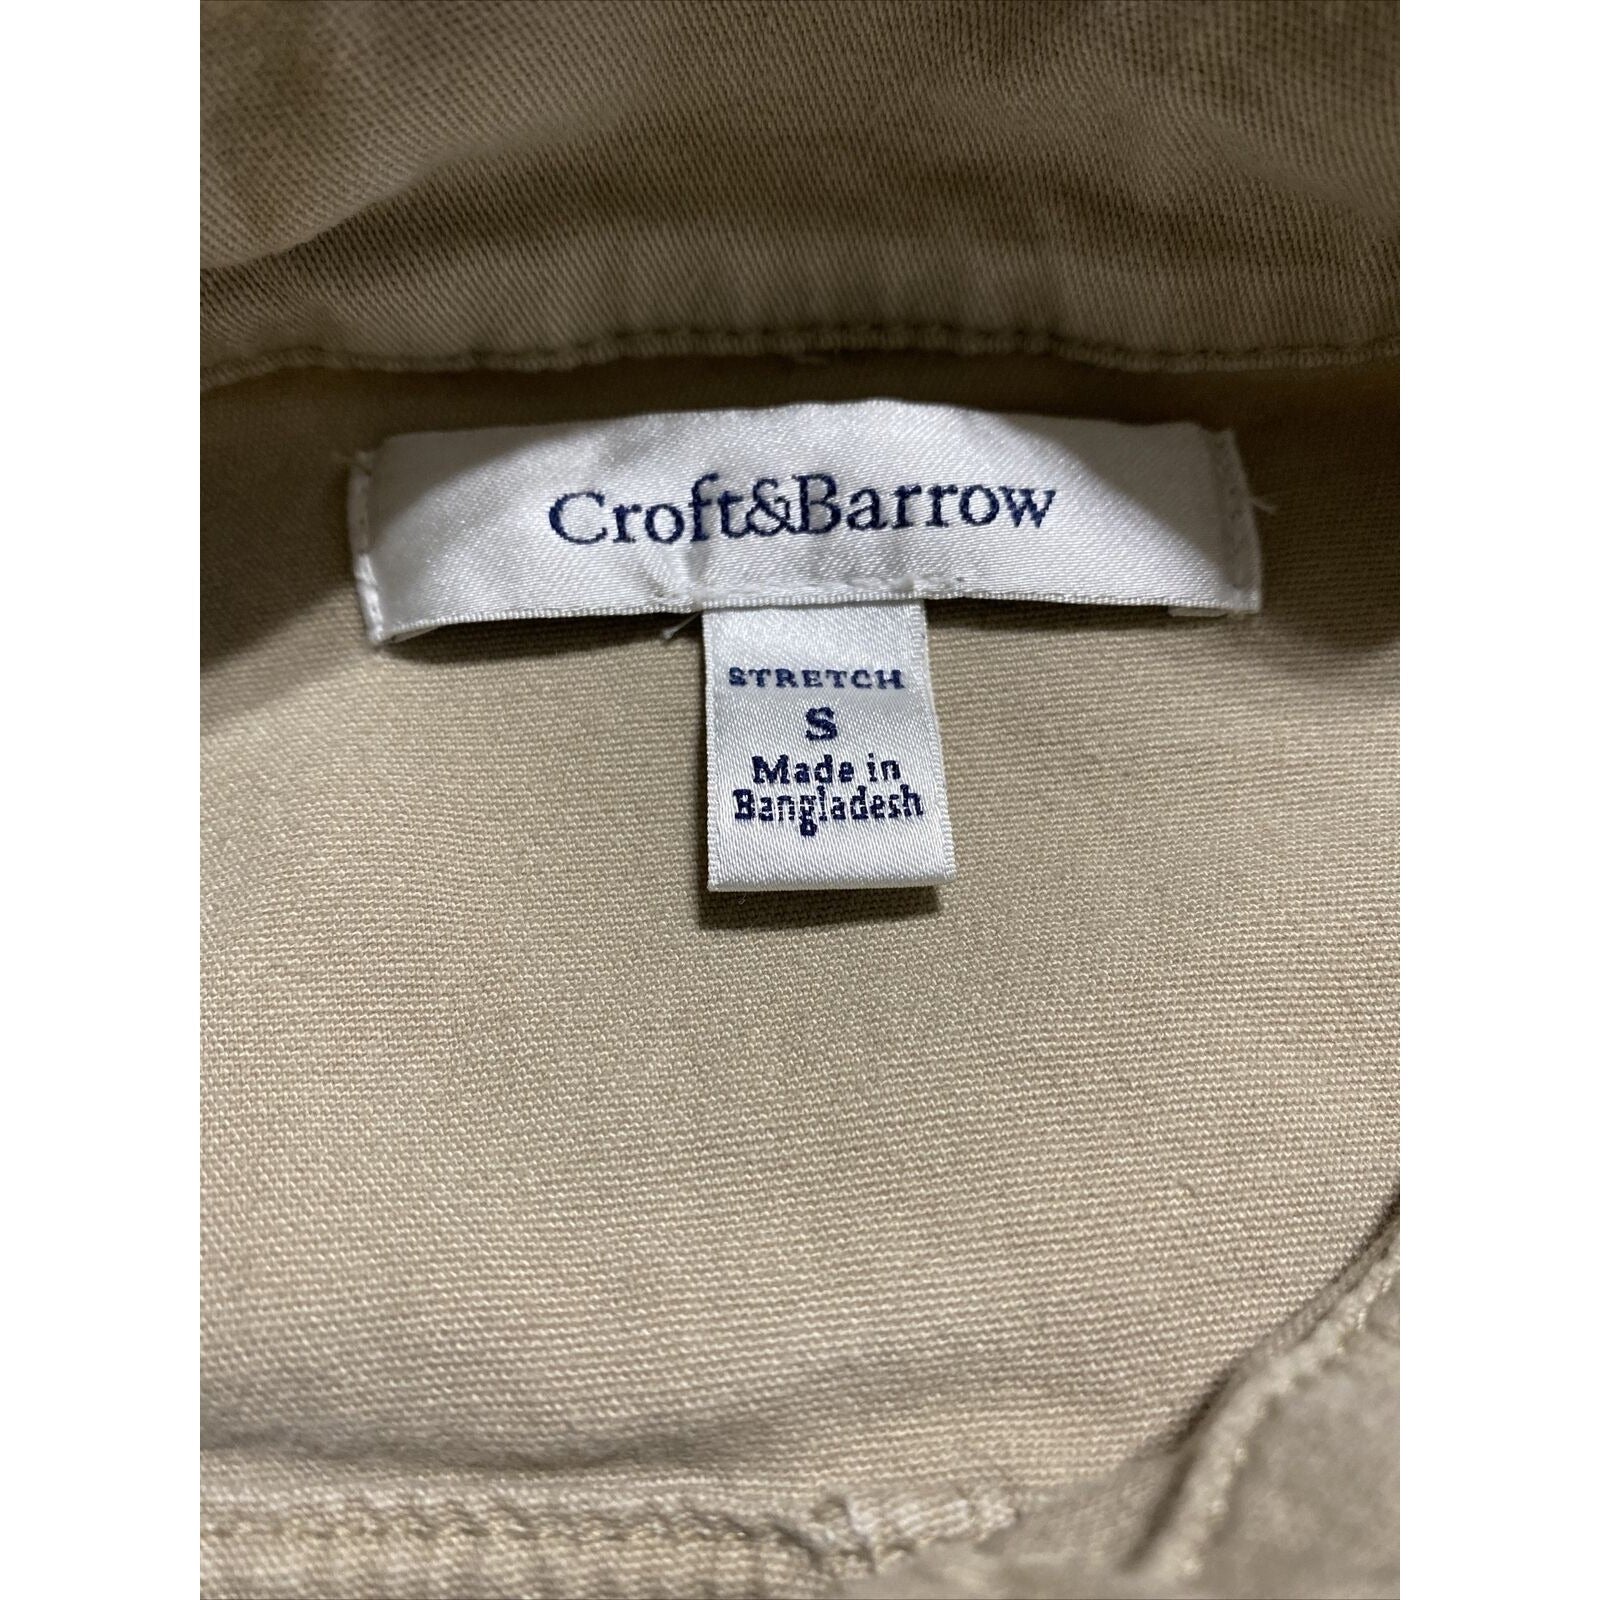 Croft&Barrow
STRETCH
S
Made in
Bangladesh